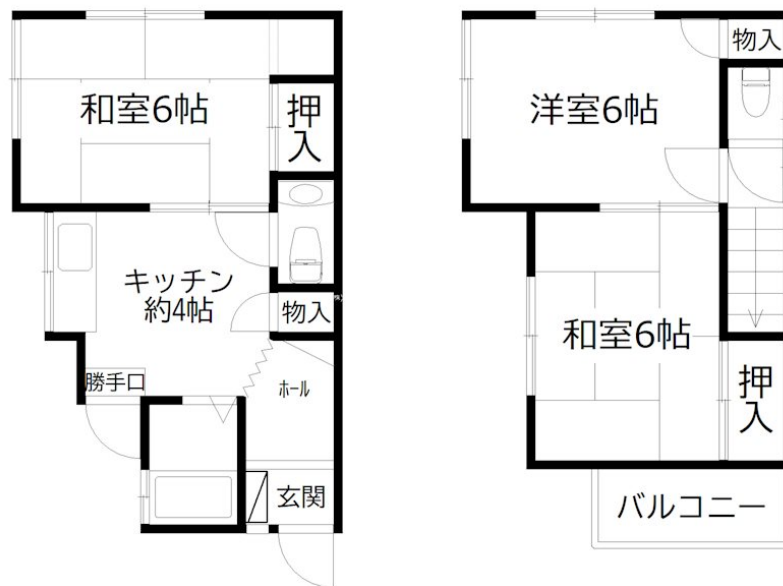 和室6帖
押入
キッチン
約4帖
物入
ホール
勝手口
玄関
物入
洋室6帖
和室6帖
押入
バルコニー